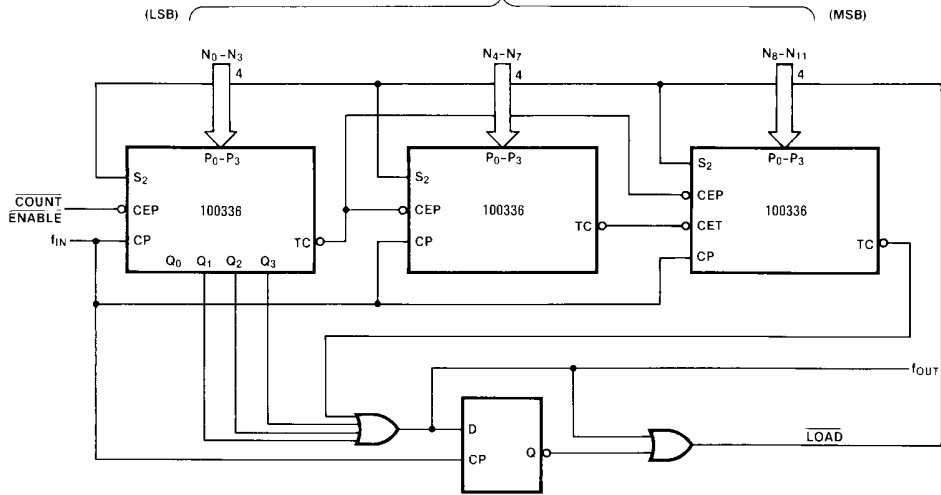 (LSB)
(MSB)
N0–N3
4
N4–N7
4
N8–N11
4
P0–P3
P0–P3
P0–P3
S2
S2
S2
COUNT
ENABLE
CEP
100336
CEP
100336
CEP
100336
fIN
CP
TC
CP
TC
CET
TC
CP
Q0 Q1 Q2 Q3
fOUT
D
Q
CP
LOAD